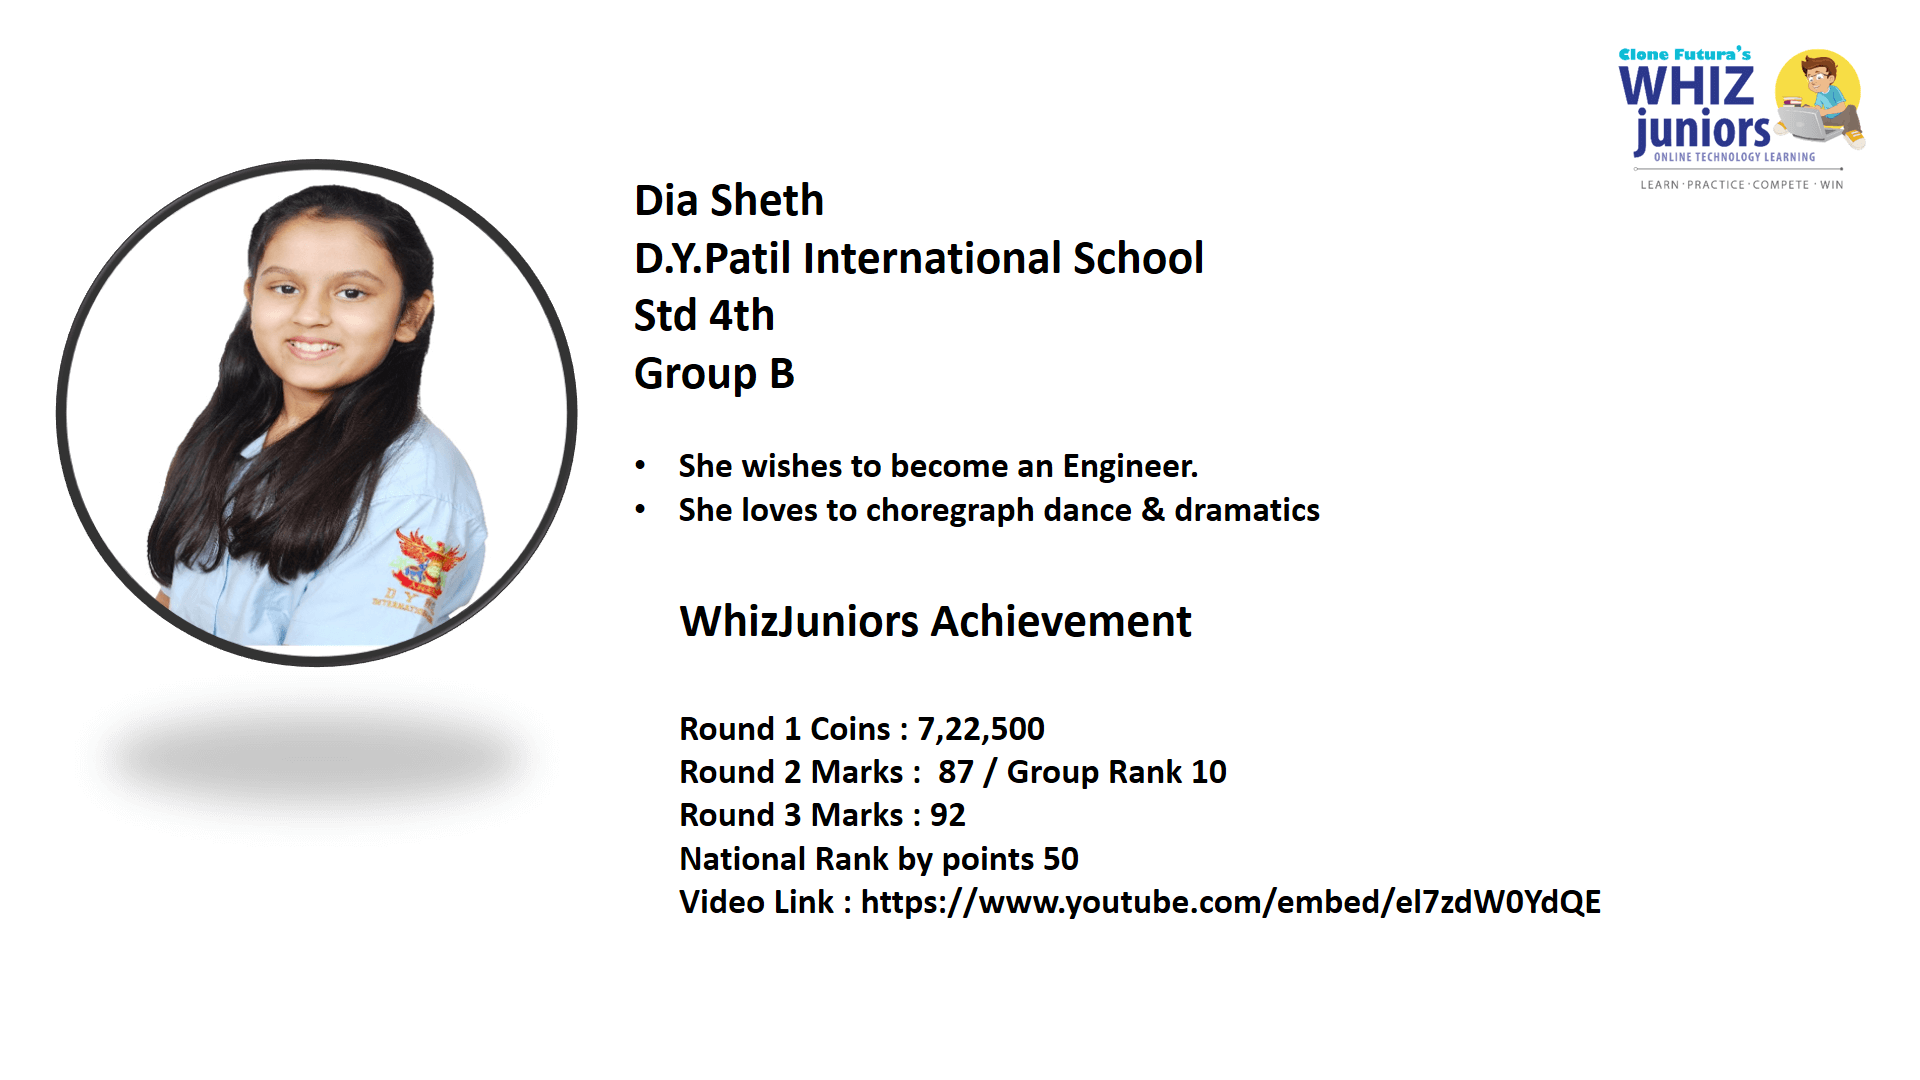 Clone Futura's
WHIZ
juniors
ONLINE TECHNOLOGY LEARNING
LEARN · PRACTICE · COMPETE · WIN
Dia Sheth
D.Y.Patil International School
Std 4th
Group B
• She wishes to become an Engineer.
• She loves to choregraph dance & dramatics
WhizJuniors Achievement
Round 1 Coins : 7,22,500
Round 2 Marks :  87 / Group Rank 10
Round 3 Marks : 92
National Rank by points 50
Video Link : https://www.youtube.com/embed/el7zdW0YdQE
D Y